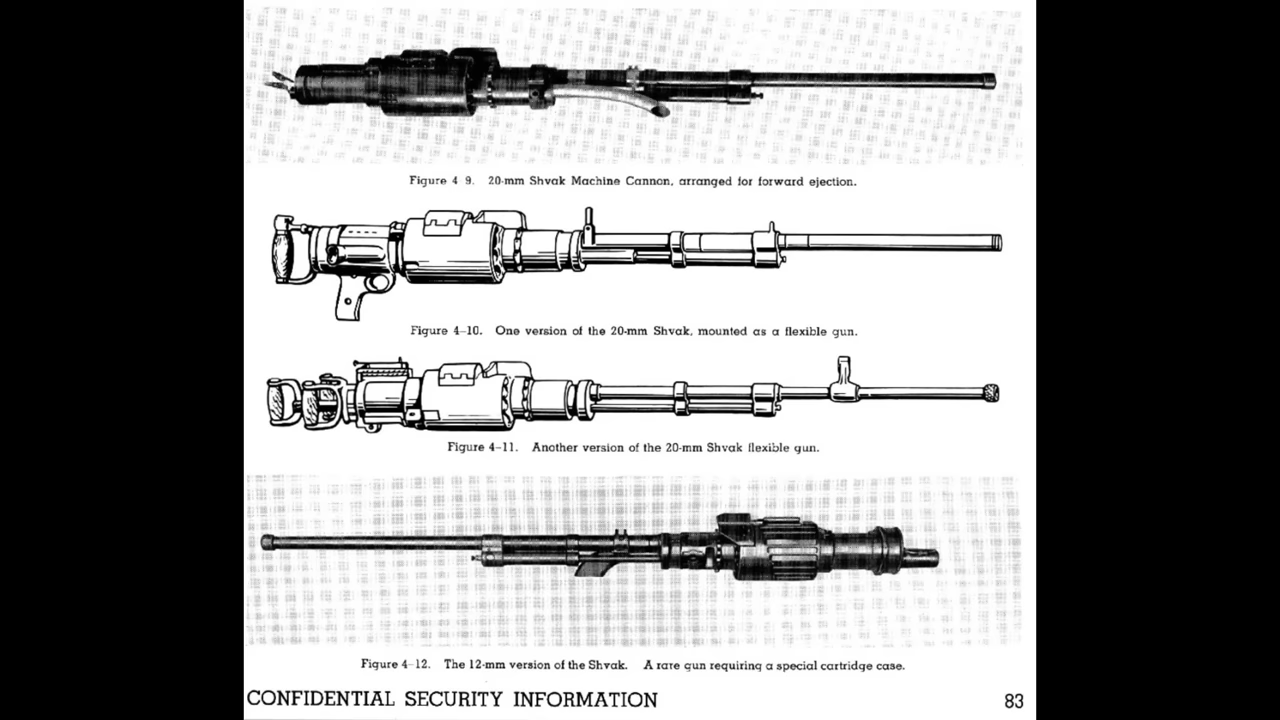 Figure 4-9. 20-mm Shvak Machine Cannon, arranged for forward ejection.
Figure 4-10. One version of the 20-mm Shvak, mounted as a flexible gun.
Figure 4-11. Another version of the 20-mm Shvak flexible gun.
Figure 4-12. The 12-mm version of the Shvak. A rare gun requiring a special cartridge case.
CONFIDENTIAL SECURITY INFORMATION 83